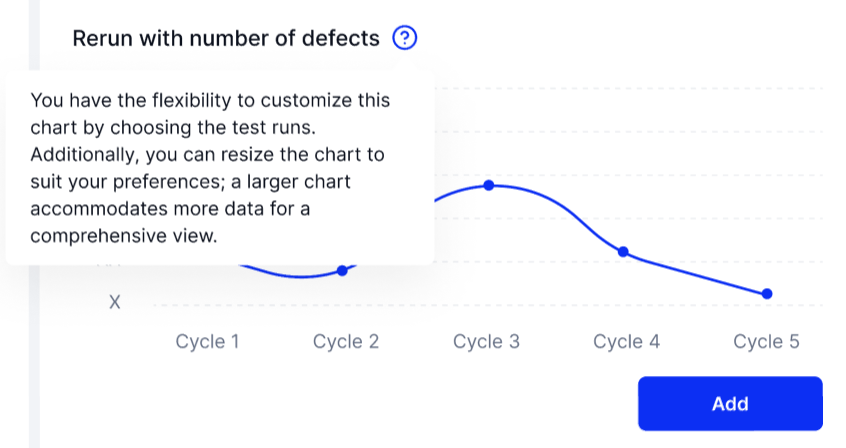 Rerun with number of defects ?
You have the flexibility to customize this
chart by choosing the test runs.
Additionally, you can resize the chart to
suit your preferences; a larger chart
accommodates more data for a
comprehensive view.
X
Cycle 1 Cycle 2 Cycle 3 Cycle 4 Cycle 5
Add